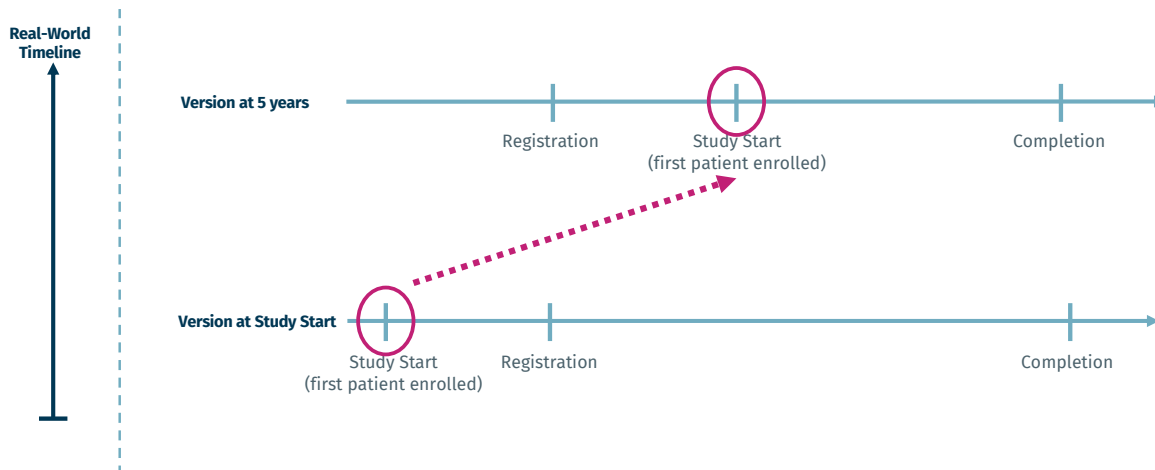 Real-World
Timeline
Version at 5 years
Registration
Study Start
(first patient enrolled)
Completion
Version at Study Start
Study Start
(first patient enrolled)
Registration
Completion